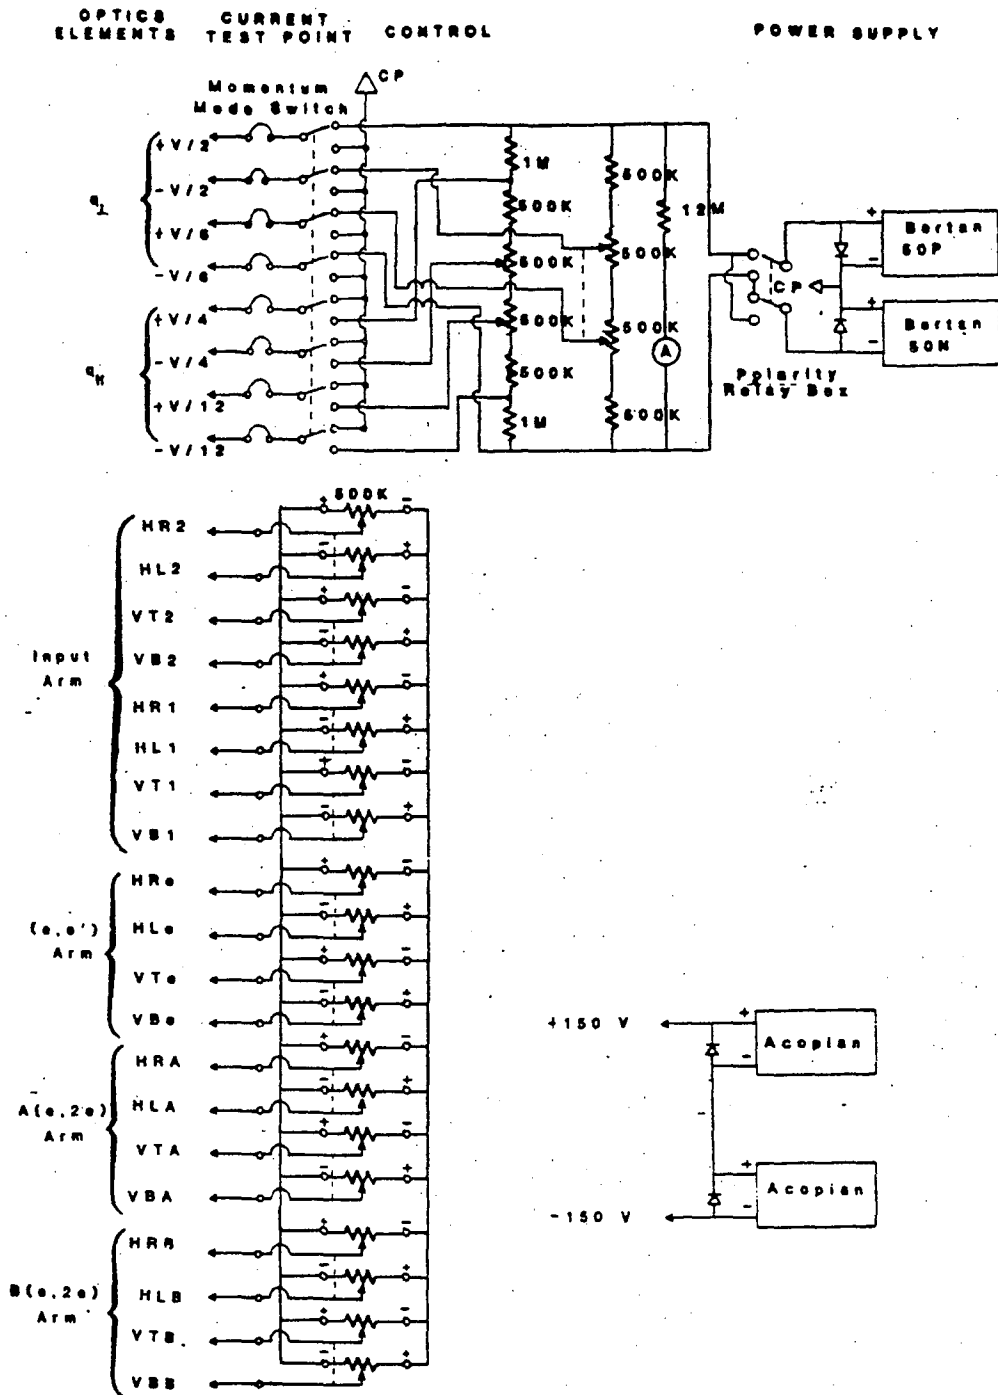 OPTICS ELEMENTS
CURRENT TEST POINT
CONTROL
POWER SUPPLY
Momentum
Mode Switch
CP
+V/2
-V/2
+V/6
-V/6
q⊥
+V/4
-V/4
+V/12
-V/12
q∥
1M
500K
500K
500K
500K
1M
500K
500K
500K
500K
12M
A
CP
Polarity
Relay Box
+
Bertan
50P
-
+
Bertan
50N
-
500K
Input
Arm
HR2
+ -
HL2
- +
VT2
+ -
VB2
- +
HR1
+ -
HL1
- +
VT1
+ -
VB1
- +
(e,e')
Arm
HRe
+ -
HLe
- +
VTe
+ -
VBe
- +
A(e,2e)
Arm
HRA
+ -
HLA
- +
VTA
+ -
VBA
- +
B(e,2e)
Arm
HRB
+ -
HLB
- +
VTB
+ -
VBB
- +
+150 V
+
Acopian
-
-150 V
+
Acopian
-